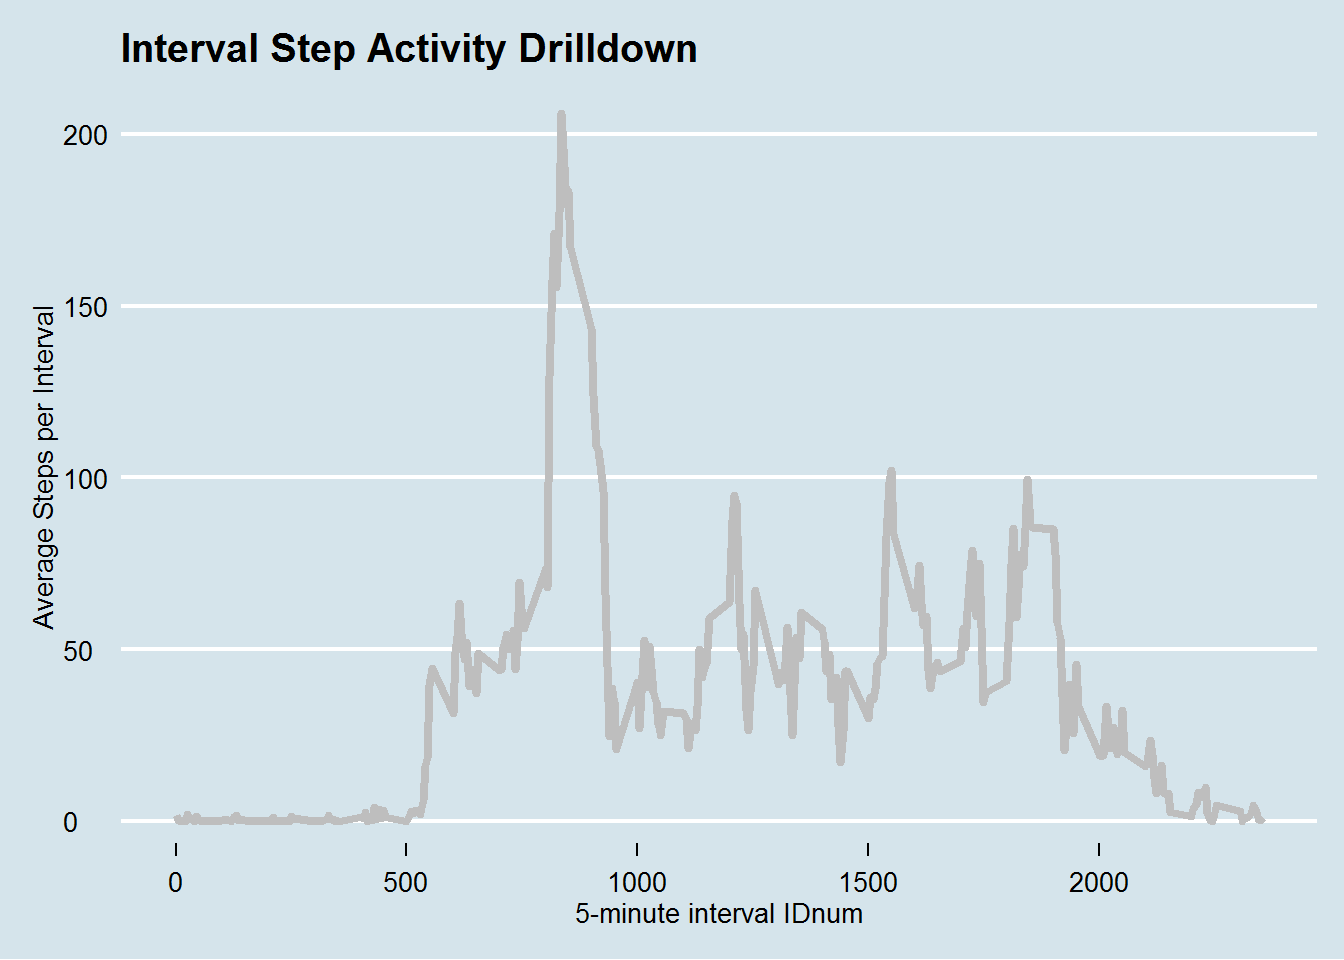 Interval Step Activity Drilldown
Average Steps per Interval
200
150
100
50
0
0 500 1000 1500 2000
5-minute interval IDnum